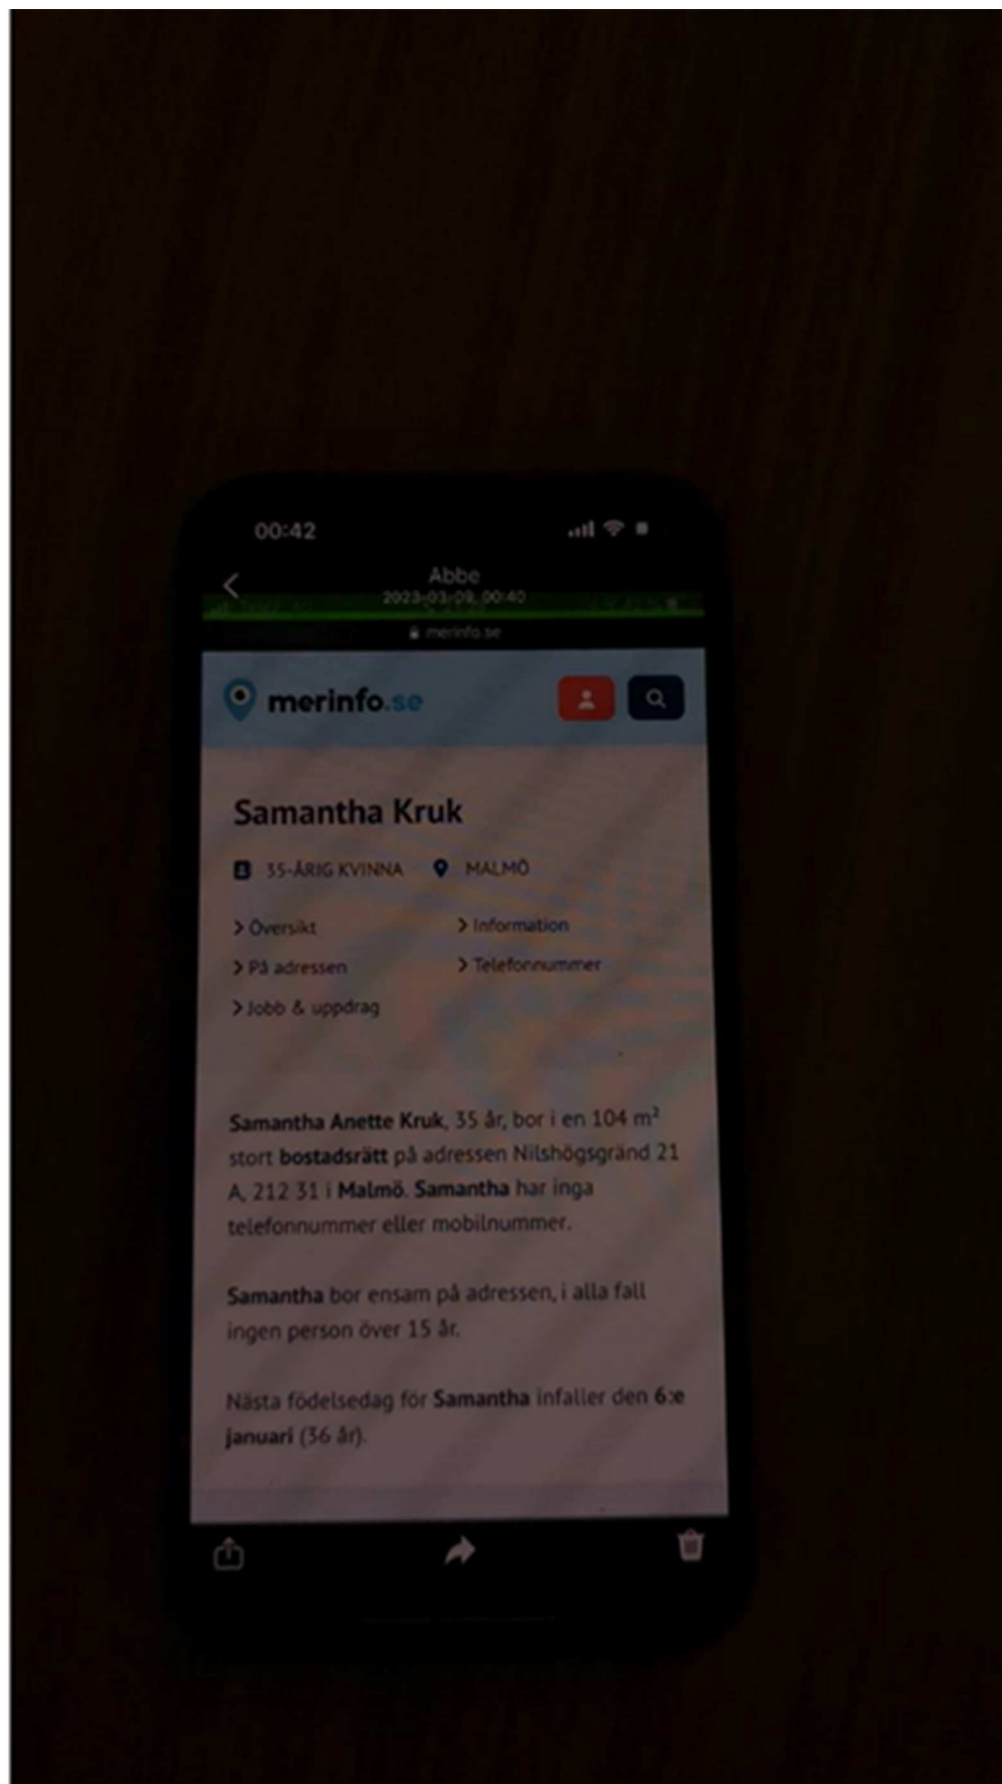 00:42
Abbe
2023-03-09 00:40
merinfo.se
merinfo.se
Samantha Kruk
35-ÅRIG KVINNA MALMÖ
> Översikt > Information
> På adressen > Telefonnummer
> Jobb & uppdrag
Samantha Anette Kruk, 35 år, bor i en 104 m²
stort bostadsrätt på adressen Nilshögsgränd 21
A, 212 31 i Malmö. Samantha har inga
telefonnummer eller mobilnummer.
Samantha bor ensam på adressen, i alla fall
ingen person över 15 år.
Nästa födelsedag för Samantha infaller den 6:e
januari (36 år).